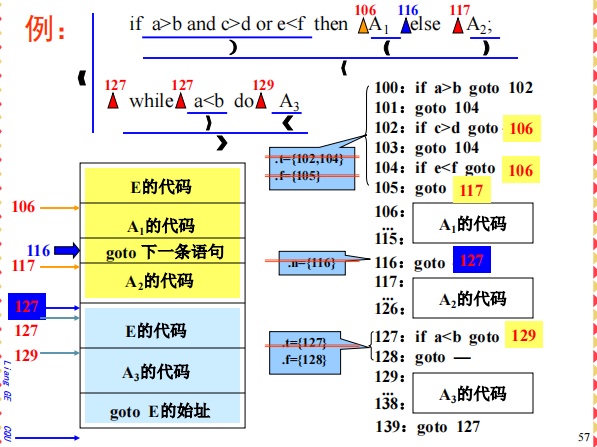 例：
if a>b and c>d or e<f then A1 else A2;
106 116 117
127 127 129
while a<b do A3
100: if a>b goto 102
101: goto 104
102: if c>d goto 106
103: goto 104
104: if e<f goto 106
105: goto 117
.t={102,104}
.f={105}
106:
...
115:
A1的代码
.n={116}
116: goto 127
117:
...
126:
A2的代码
.t={127}
.f={128}
127: if a<b goto 129
128: goto —
129:
...
138:
A3的代码
139: goto 127
E的代码
106
A1的代码
116
goto 下一条语句
117
A2的代码
127
127
E的代码
129
A3的代码
goto E的始址
Liang GE CQU
57